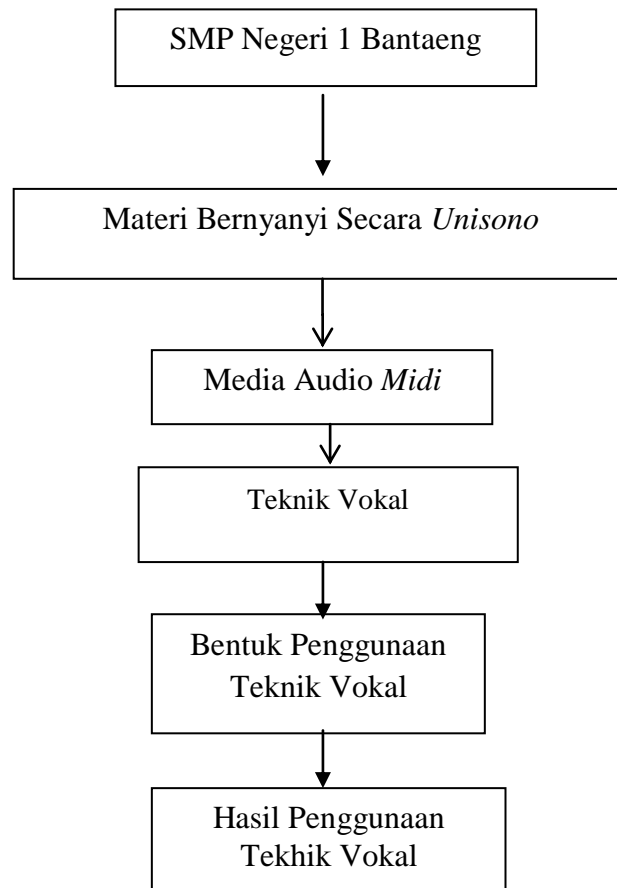 SMP Negeri 1 Bantaeng
Materi Bernyanyi Secara Unisono
Media Audio Midi
Teknik Vokal
Bentuk Penggunaan
Teknik Vokal
Hasil Penggunaan
Tekhik Vokal